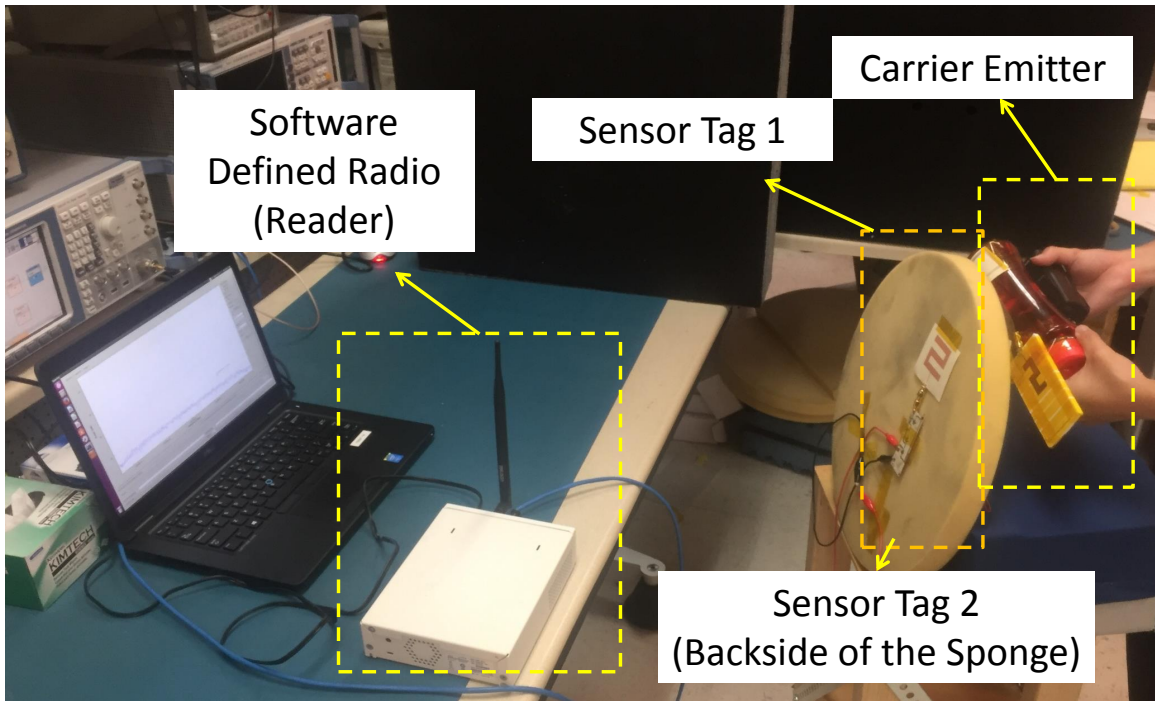 Carrier Emitter
Software
Defined Radio
(Reader)
Sensor Tag 1
KIMTECH
Sensor Tag 2
(Backside of the Sponge)